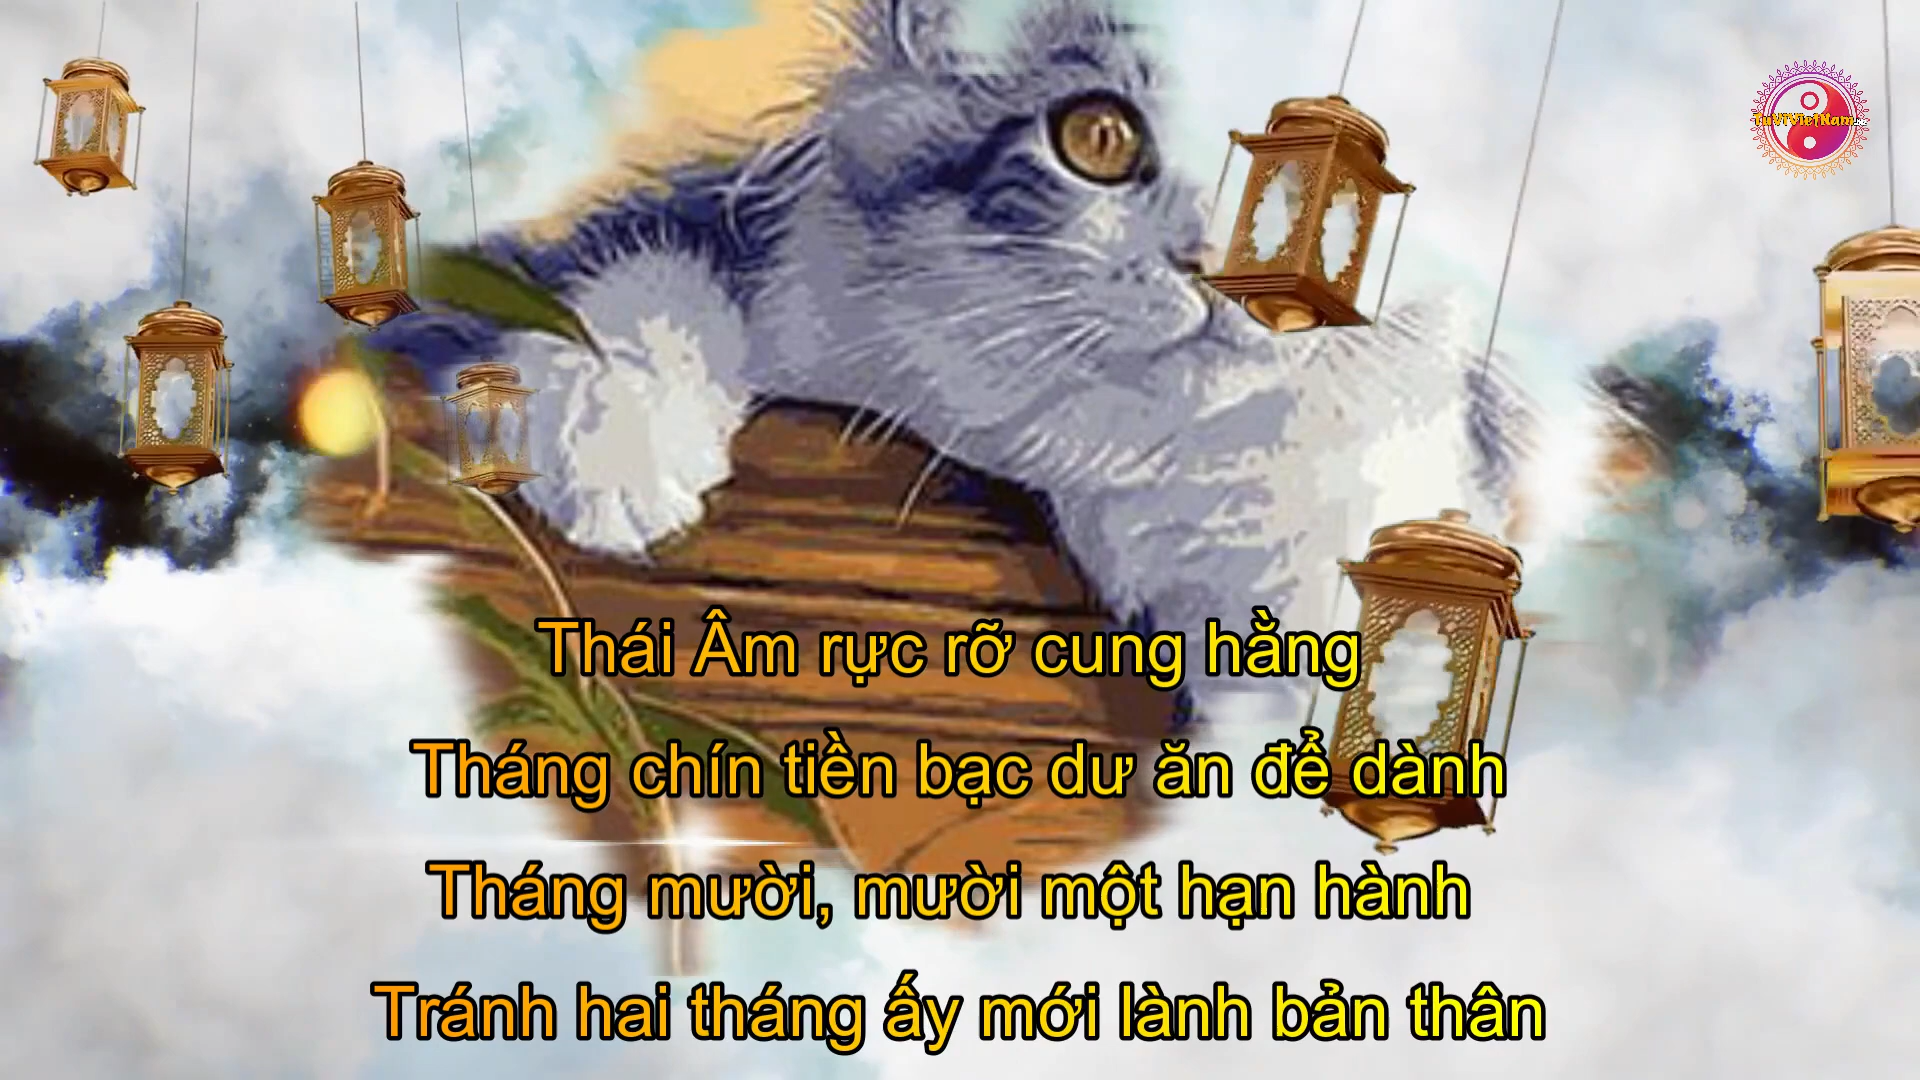 TuViVietNam
Thái Âm rực rỡ cung hằng
Tháng chín tiền bạc dư ăn để dành
Tháng mười, mười một hạn hành
Tránh hai tháng ấy mới lành bản thân